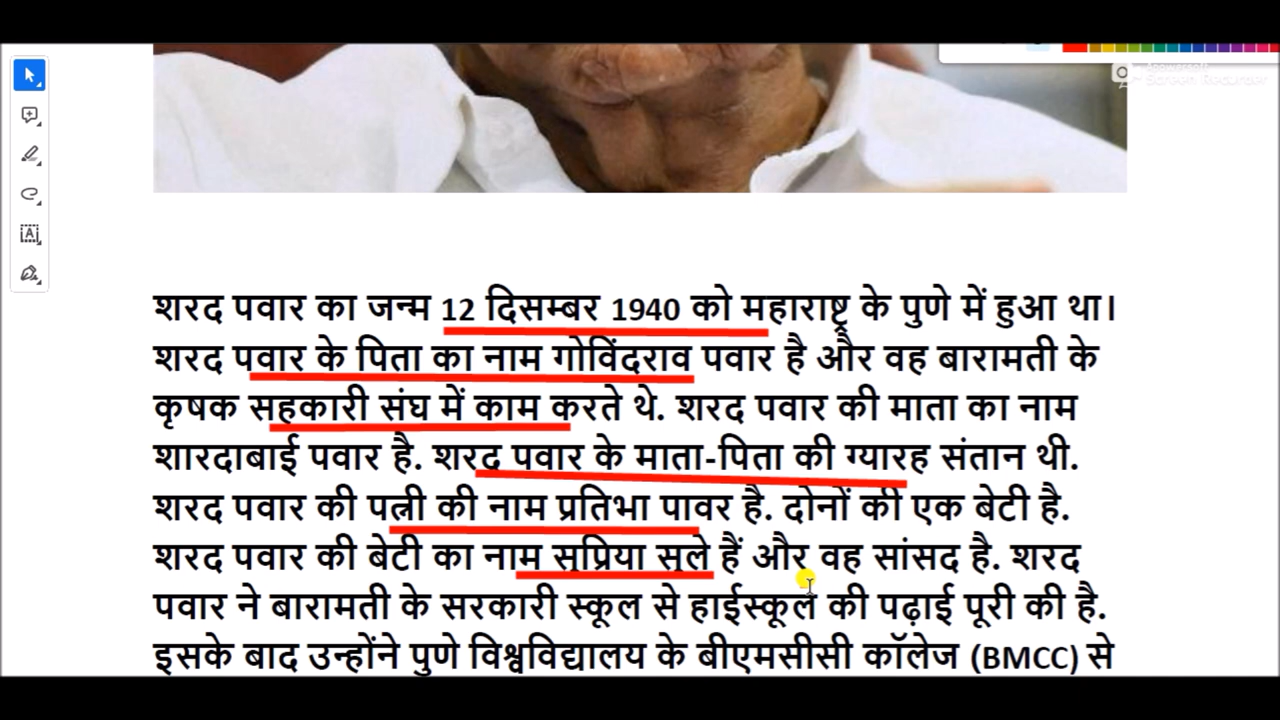 Screen Recorder
शरद पवार का जन्म 12 दिसम्बर 1940 को महाराष्ट्र के पुणे में हुआ था।
शरद पवार के पिता का नाम गोविंदराव पवार है और वह बारामती के
कृषक सहकारी संघ में काम करते थे. शरद पवार की माता का नाम
शारदाबाई पवार है. शरद पवार के माता-पिता की ग्यारह संतान थी.
शरद पवार की पत्नी की नाम प्रतिभा पावर है. दोनों की एक बेटी है.
शरद पवार की बेटी का नाम सुप्रिया सुले हैं और वह सांसद है. शरद
पवार ने बारामती के सरकारी स्कूल से हाईस्कूल की पढ़ाई पूरी की है.
इसके बाद उन्होंने पुणे विश्वविद्यालय के बीएमसीसी कॉलेज (BMCC) से